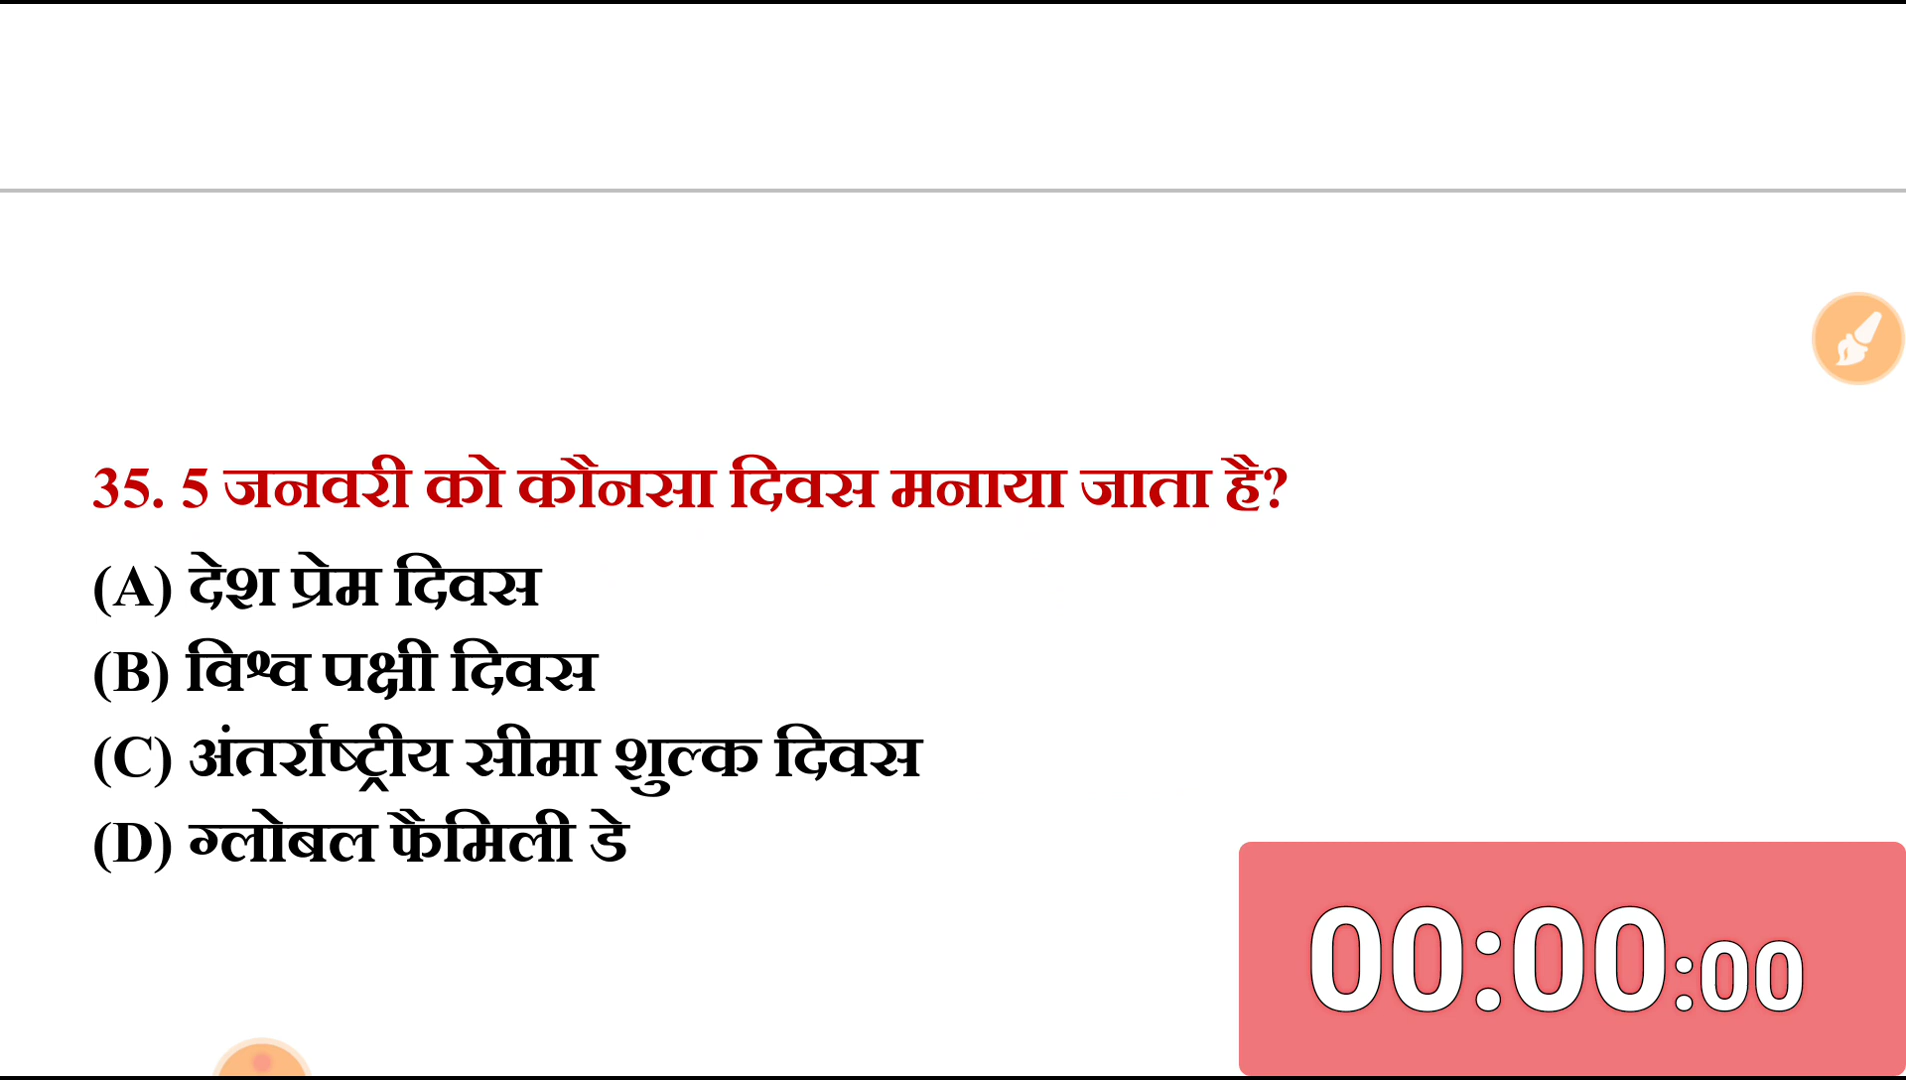 35. 5 जनवरी को कौनसा दिवस मनाया जाता है?
(A) देश प्रेम दिवस
(B) विश्व पक्षी दिवस
(C) अंतर्राष्ट्रीय सीमा शुल्क दिवस
(D) ग्लोबल फैमिली डे
00:00:00